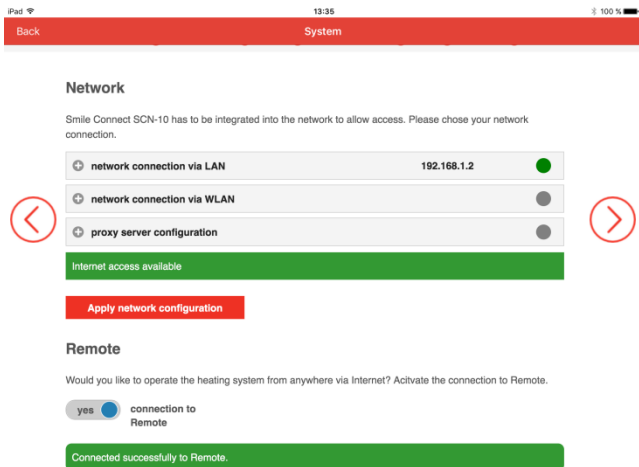 iPad 13:35 100 %
Back System
Network
Smile Connect SCN-10 has to be integrated into the network to allow access. Please chose your network
connection.
network connection via LAN 192.168.1.2
network connection via WLAN
proxy server configuration
Internet access available
Apply network configuration
Remote
Would you like to operate the heating system from anywhere via Internet? Acitvate the connection to Remote.
yes connection to
Remote
Connected successfully to Remote.